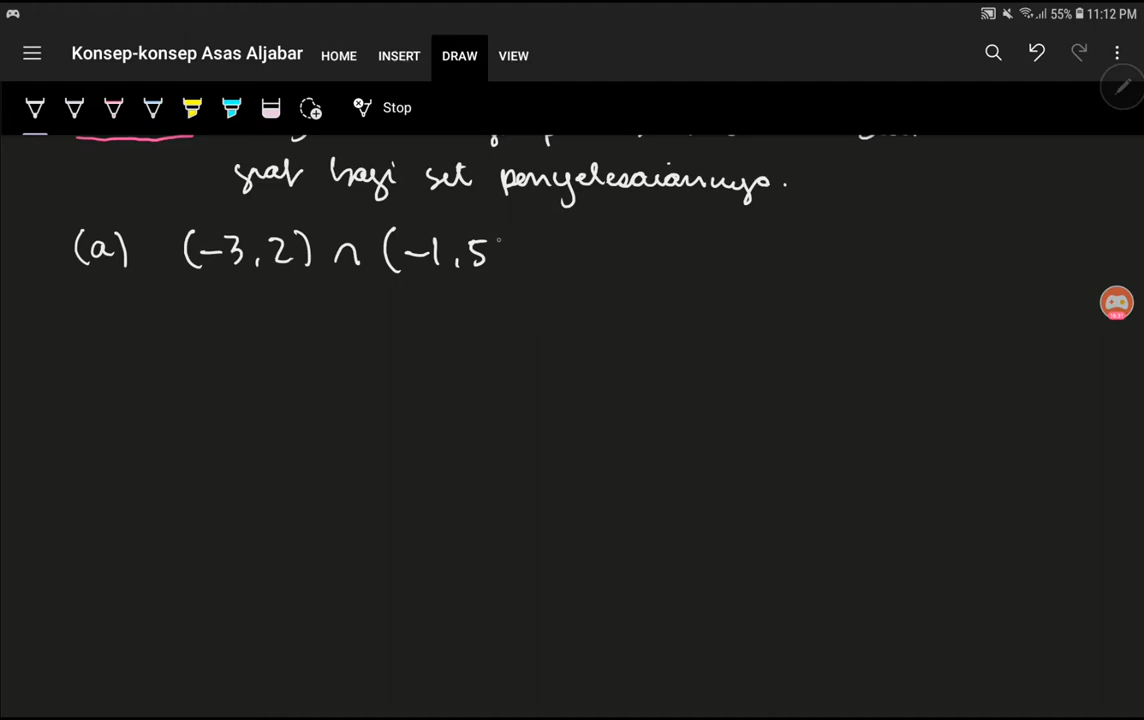 55% 11:12 PM
Konsep-konsep Asas Aljabar HOME INSERT DRAW VIEW
Stop
graf bagi set penyelesaiannya.
(a) (-3,2) ∩ (-1,5